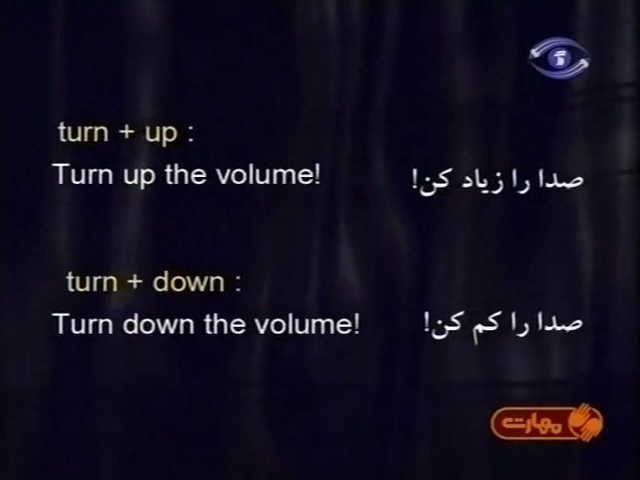 turn + up :
Turn up the volume!
صدا را زیاد کن!
turn + down :
Turn down the volume!
صدا را کم کن!
مهارت